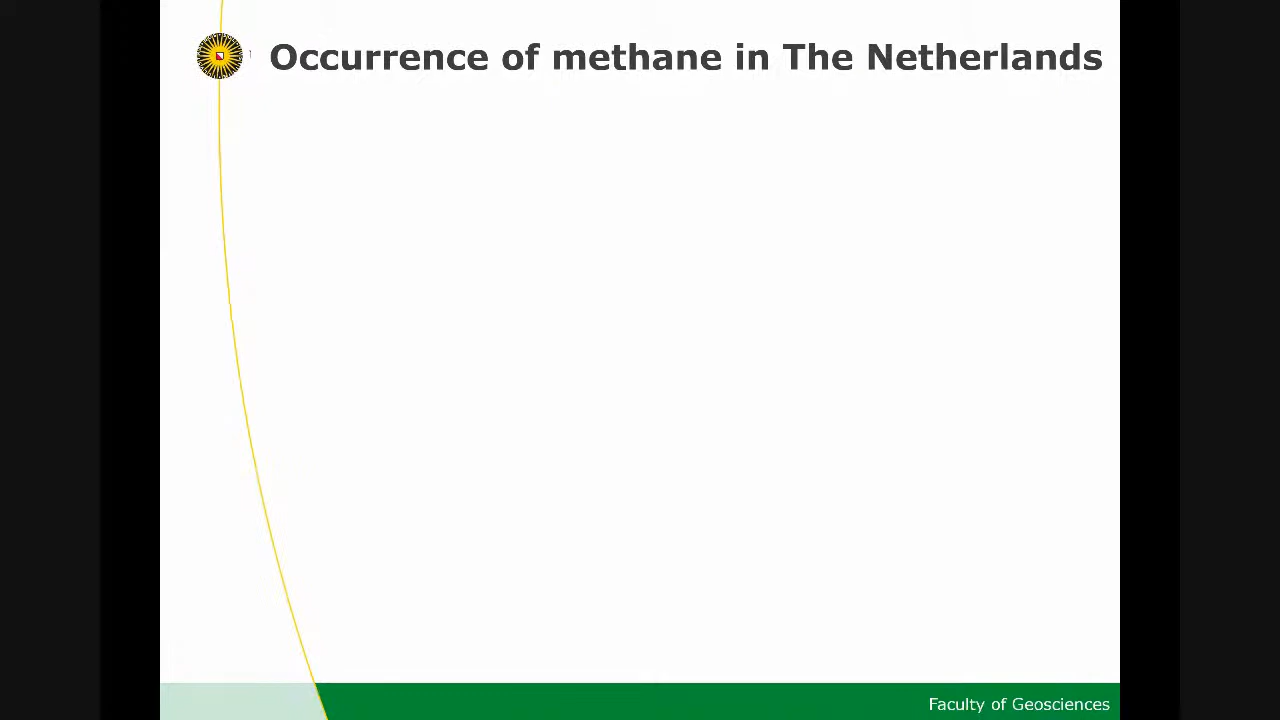 Occurrence of methane in The Netherlands
Faculty of Geosciences